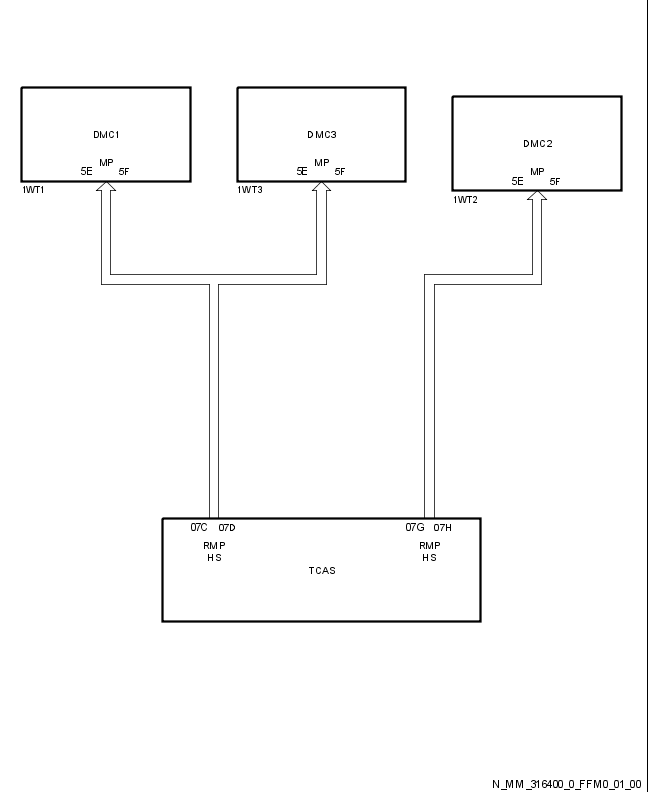 DMC1
MP
5E 5F
1WT1
DMC3
MP
5E 5F
1WT3
DMC2
MP
5E 5F
1WT2
07C 07D
RMP
HS
07G 07H
RMP
HS
TCAS
N_MM_316400_0_FFM0_01_00